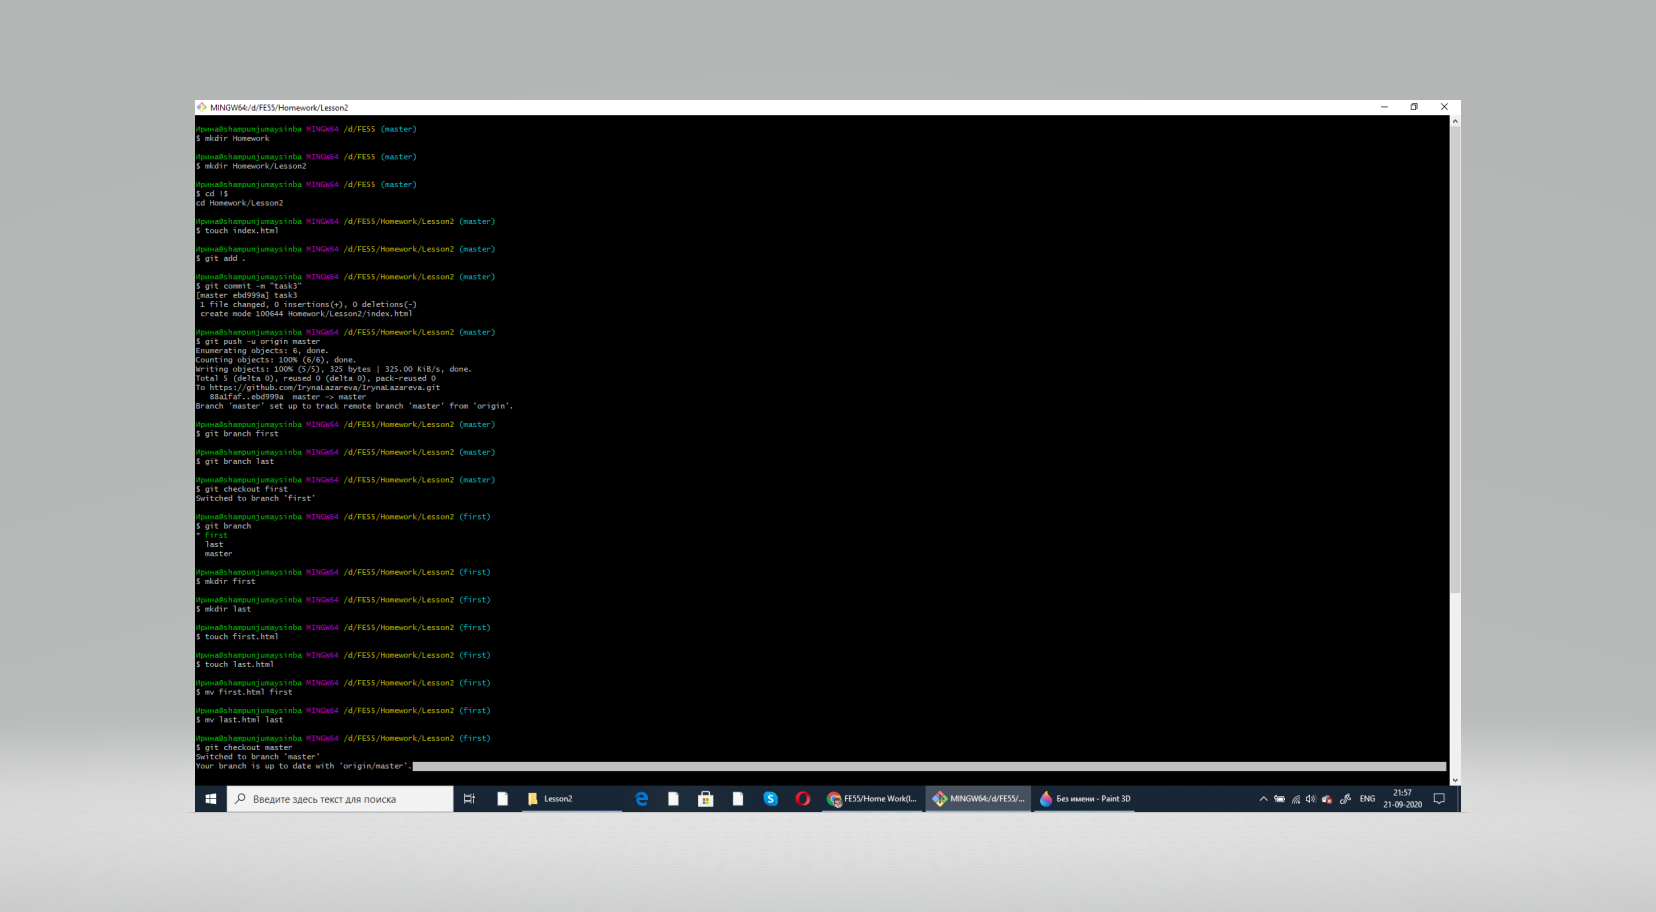 MINGW64:/d/FE55/Homework/Lesson2
Ирина@shampunjumaysinba MINGW64 /d/FE55 (master)
$ mkdir Homework
Ирина@shampunjumaysinba MINGW64 /d/FE55 (master)
$ mkdir Homework/Lesson2
Ирина@shampunjumaysinba MINGW64 /d/FE55 (master)
$ cd !$
cd Homework/Lesson2
Ирина@shampunjumaysinba MINGW64 /d/FE55/Homework/Lesson2 (master)
$ touch index.html
Ирина@shampunjumaysinba MINGW64 /d/FE55/Homework/Lesson2 (master)
$ git add .
Ирина@shampunjumaysinba MINGW64 /d/FE55/Homework/Lesson2 (master)
$ git commit -m "task3"
[master ebd999a] task3
1 file changed, 0 insertions(+), 0 deletions(-)
create mode 100644 Homework/Lesson2/index.html
Ирина@shampunjumaysinba MINGW64 /d/FE55/Homework/Lesson2 (master)
$ git push -u origin master
Enumerating objects: 6, done.
Counting objects: 100% (6/6), done.
Writing objects: 100% (5/5), 325 bytes | 325.00 KiB/s, done.
Total 5 (delta 0), reused 0 (delta 0), pack-reused 0
To https://github.com/IrynaLazareva/IrynaLazareva.git
88a1faf..ebd999a master -> master
Branch 'master' set up to track remote branch 'master' from 'origin'.
Ирина@shampunjumaysinba MINGW64 /d/FE55/Homework/Lesson2 (master)
$ git branch first
Ирина@shampunjumaysinba MINGW64 /d/FE55/Homework/Lesson2 (master)
$ git branch last
Ирина@shampunjumaysinba MINGW64 /d/FE55/Homework/Lesson2 (master)
$ git checkout first
Switched to branch 'first'
Ирина@shampunjumaysinba MINGW64 /d/FE55/Homework/Lesson2 (first)
$ git branch
* first
last
master
Ирина@shampunjumaysinba MINGW64 /d/FE55/Homework/Lesson2 (first)
$ mkdir first
Ирина@shampunjumaysinba MINGW64 /d/FE55/Homework/Lesson2 (first)
$ mkdir last
Ирина@shampunjumaysinba MINGW64 /d/FE55/Homework/Lesson2 (first)
$ touch first.html
Ирина@shampunjumaysinba MINGW64 /d/FE55/Homework/Lesson2 (first)
$ touch last.html
Ирина@shampunjumaysinba MINGW64 /d/FE55/Homework/Lesson2 (first)
$ mv first.html first
Ирина@shampunjumaysinba MINGW64 /d/FE55/Homework/Lesson2 (first)
$ mv last.html last
Ирина@shampunjumaysinba MINGW64 /d/FE55/Homework/Lesson2 (first)
$ git checkout master
Switched to branch 'master'
Your branch is up to date with 'origin/master'.
Введите здесь текст для поиска
Lesson2
FE55/Home Work(I...
MINGW64:/d/FE55/...
Без имени - Paint 3D
ENG
21:57
21-09-2020